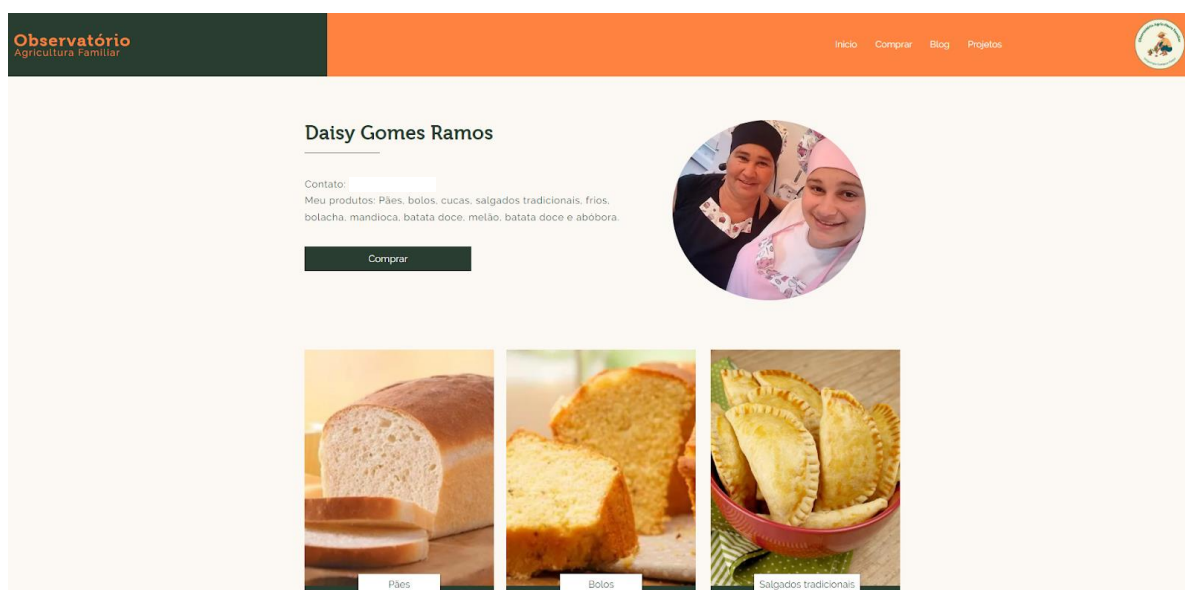 Observatório
Agricultura Familiar
Inicio Comprar Blog Projetos
Daisy Gomes Ramos
Contato:
Meu produtos: Pães, bolos, cucas, salgados tradicionais, frios,
bolacha, mandioca, batata doce, melão, batata doce e abóbora.
Comprar
Pães
Bolos
Salgados tradicionais